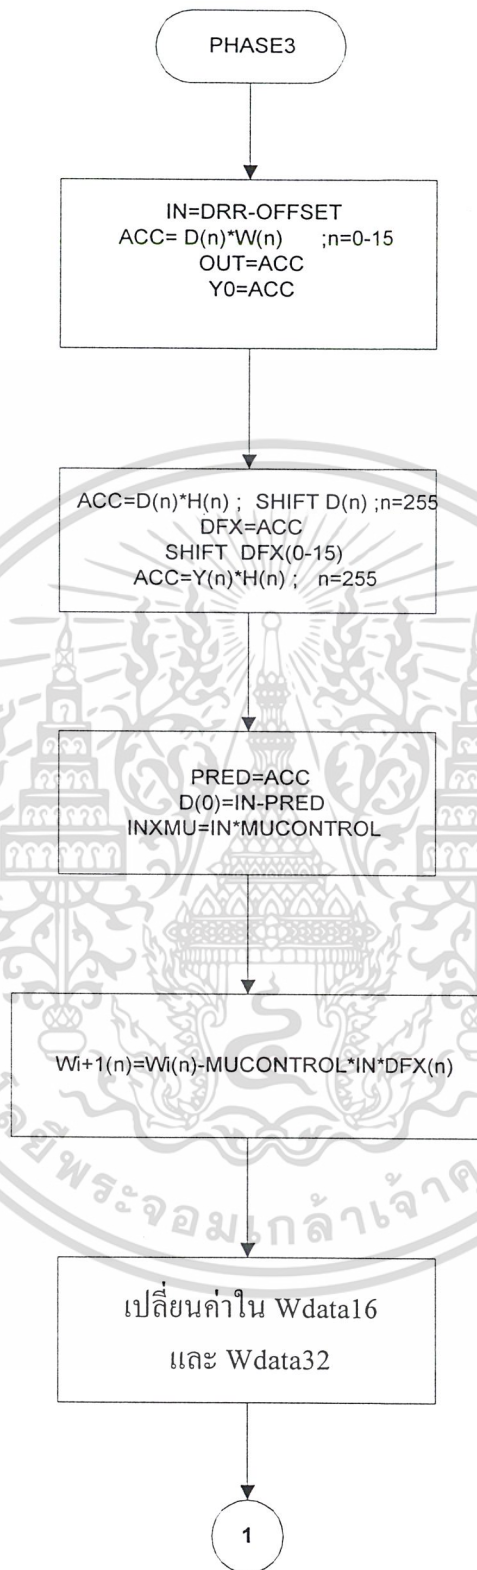 PHASE3
IN=DRR-OFFSET
ACC= D(n)*W(n) ;n=0-15
OUT=ACC
Y0=ACC
ACC=D(n)*H(n) ; SHIFT D(n) ;n=255
DFX=ACC
SHIFT DFX(0-15)
ACC=Y(n)*H(n) ; n=255
PRED=ACC
D(0)=IN-PRED
INXMU=IN*MUCONTROL
Wi+1(n)=Wi(n)-MUCONTROL*IN*DFX(n)
เปลี่ยนค่าใน Wdata16
และ Wdata32
1